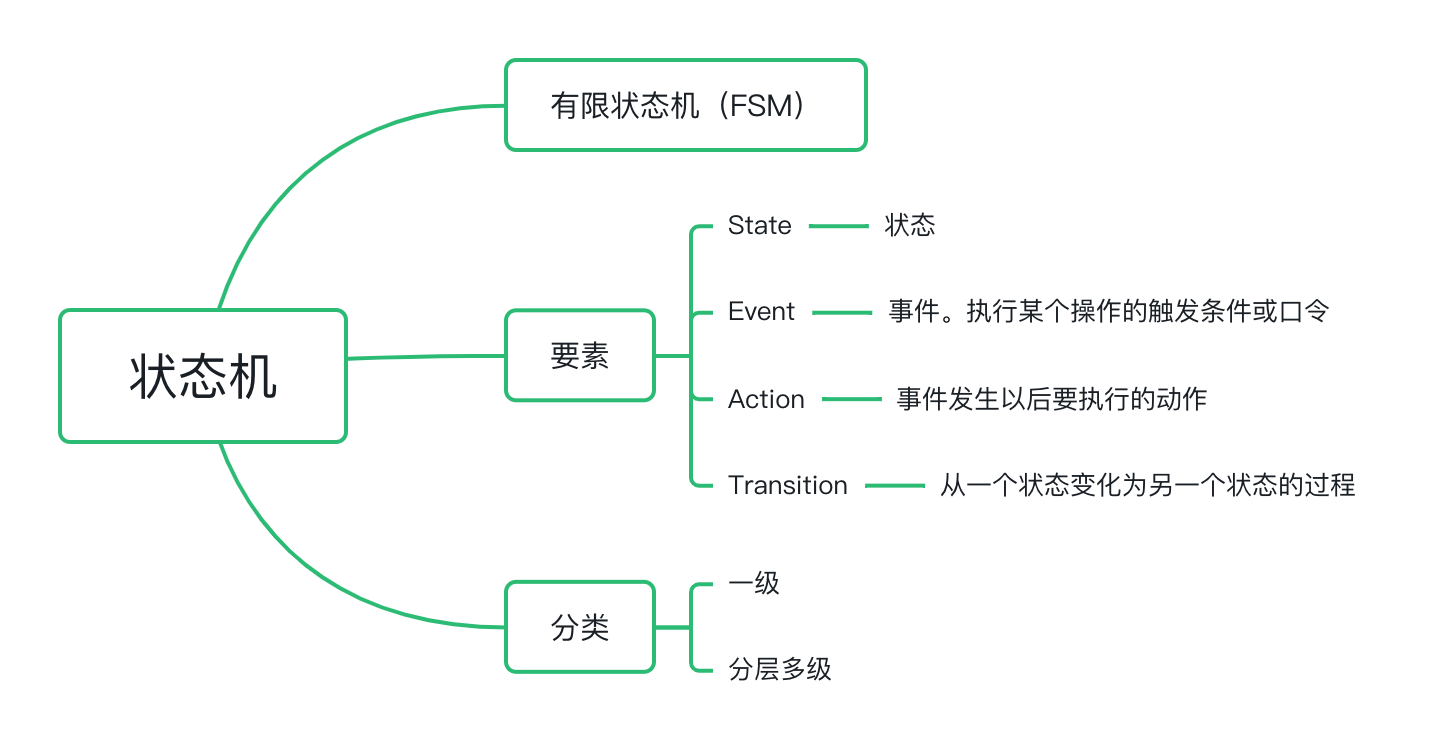 有限状态机（FSM）
State 状态
Event 事件。执行某个操作的触发条件或口令
状态机
要素
Action 事件发生以后要执行的动作
Transition 从一个状态变化为另一个状态的过程
一级
分类
分层多级